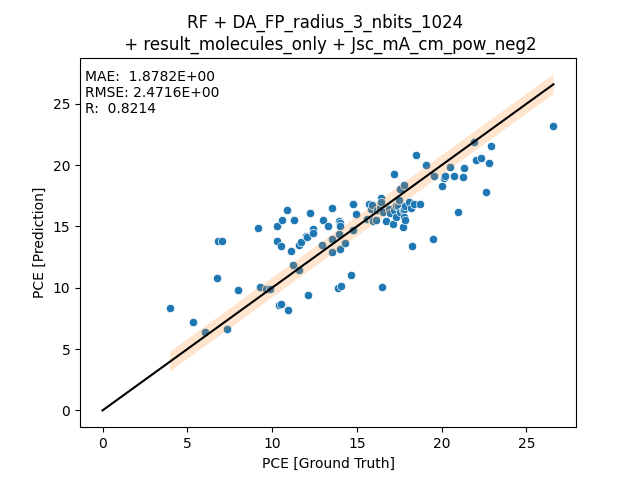 RF + DA_FP_radius_3_nbits_1024
+ result_molecules_only + Jsc_mA_cm_pow_neg2
MAE:  1.8782E+00
RMSE: 2.4716E+00
R:  0.8214
25
20
15
10
5
0
PCE [Prediction]
0 5 10 15 20 25
PCE [Ground Truth]